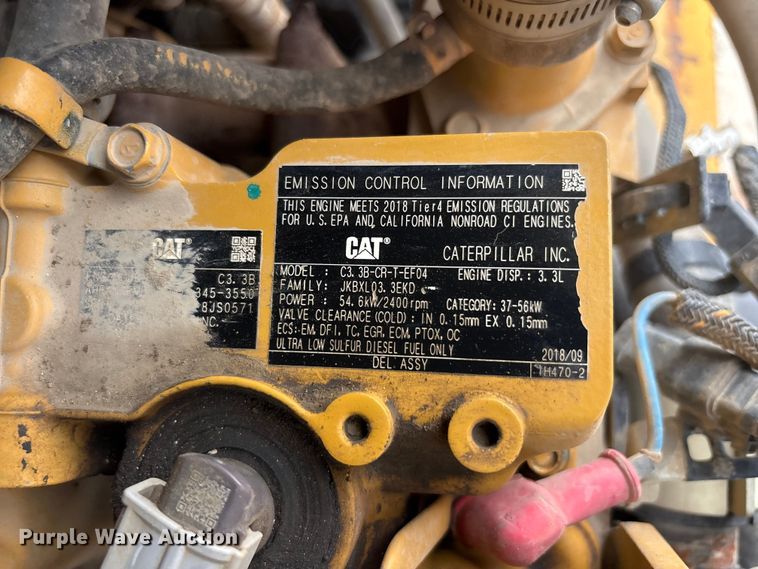 EMISSION CONTROL INFORMATION
THIS ENGINE MEETS 2018 Tier4 EMISSION REGULATIONS
FOR U.S. EPA AND CALIFORNIA NONROAD CI ENGINES.
CAT® CATERPILLAR INC.
MODEL : C3.3B-CR-T-EF04 ENGINE DISP.: 3.3L
FAMILY: JKBXL03.3EKD
POWER : 54.6kW/2400rpm CATEGORY: 37-56kW
VALVE CLEARANCE (COLD): IN 0.15mm EX 0.15mm
ECS: EM, DFI, TC, EGR, ECM, PTOX, OC
ULTRA LOW SULFUR DIESEL FUEL ONLY 2018/09
DEL ASSY 1H470-2
CAT®
C3.3B
345-3550
8JS0571
INC.
Purple Wave Auction